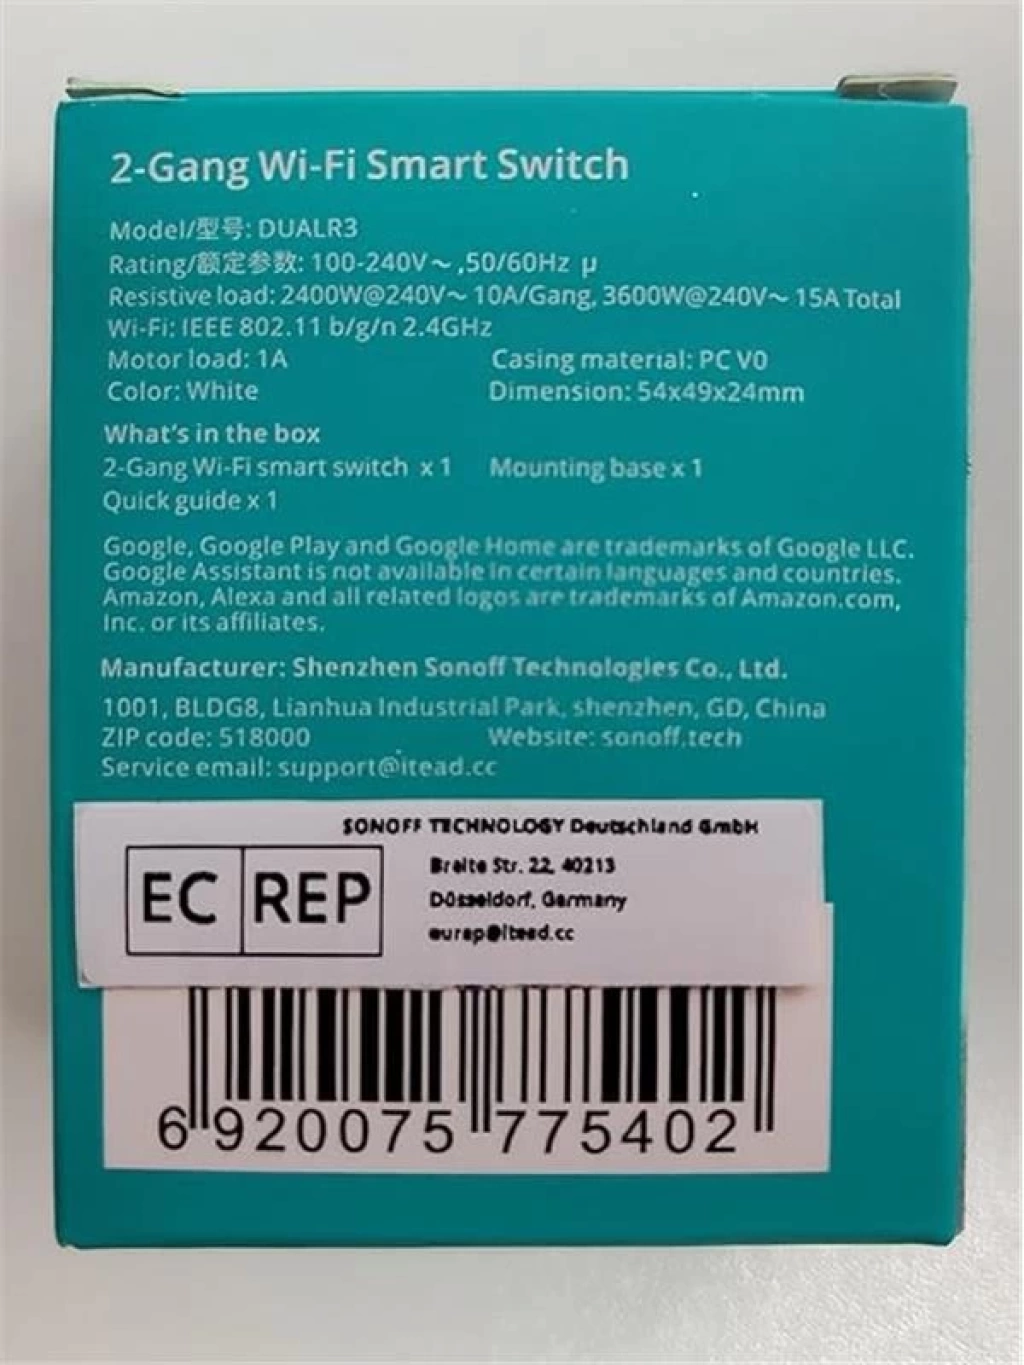 2-Gang Wi-Fi Smart Switch
Model/型号: DUALR3
Rating/额定参数: 100-240V～ ,50/60Hz μ
Resistive load: 2400W@240V～ 10A/Gang, 3600W@240V～ 15A Total
Wi-Fi: IEEE 802.11 b/g/n 2.4GHz
Motor load: 1A Casing material: PC V0
Color: White Dimension: 54x49x24mm
What's in the box
2-Gang Wi-Fi smart switch x 1 Mounting base x 1
Quick guide x 1
Google, Google Play and Google Home are trademarks of Google LLC.
Google Assistant is not available in certain languages and countries.
Amazon, Alexa and all related logos are trademarks of Amazon.com,
Inc. or its affiliates.
Manufacturer: Shenzhen Sonoff Technologies Co., Ltd.
1001, BLDG8, Lianhua Industrial Park, shenzhen, GD, China
ZIP code: 518000 Website: sonoff.tech
Service email: support@itead.cc
SONOFF TECHNOLOGY Deutschland GmbH
EC REP
Breite Str. 22, 40213
Düsseldorf, Germany
eurep@itead.cc
6 920075 775402